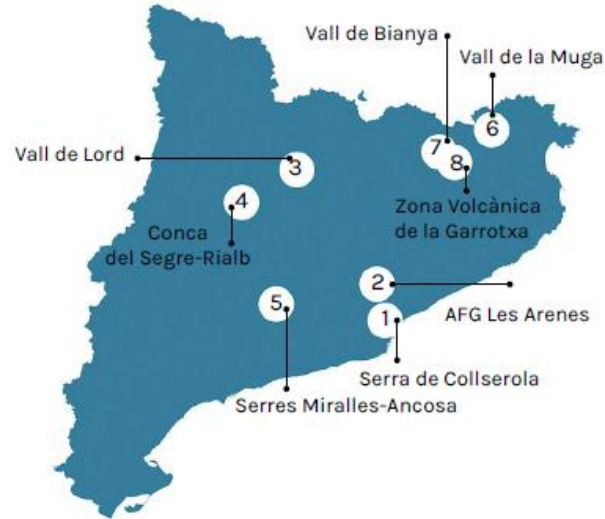 Vall de Bianya
Vall de la Muga
6
7
Vall de Lord
3
8
4
Zona Volcànica
de la Garrotxa
Conca
del Segre-Rialb
2
5
AFG Les Arenes
1
Serra de Collserola
Serres Miralles-Ancosa